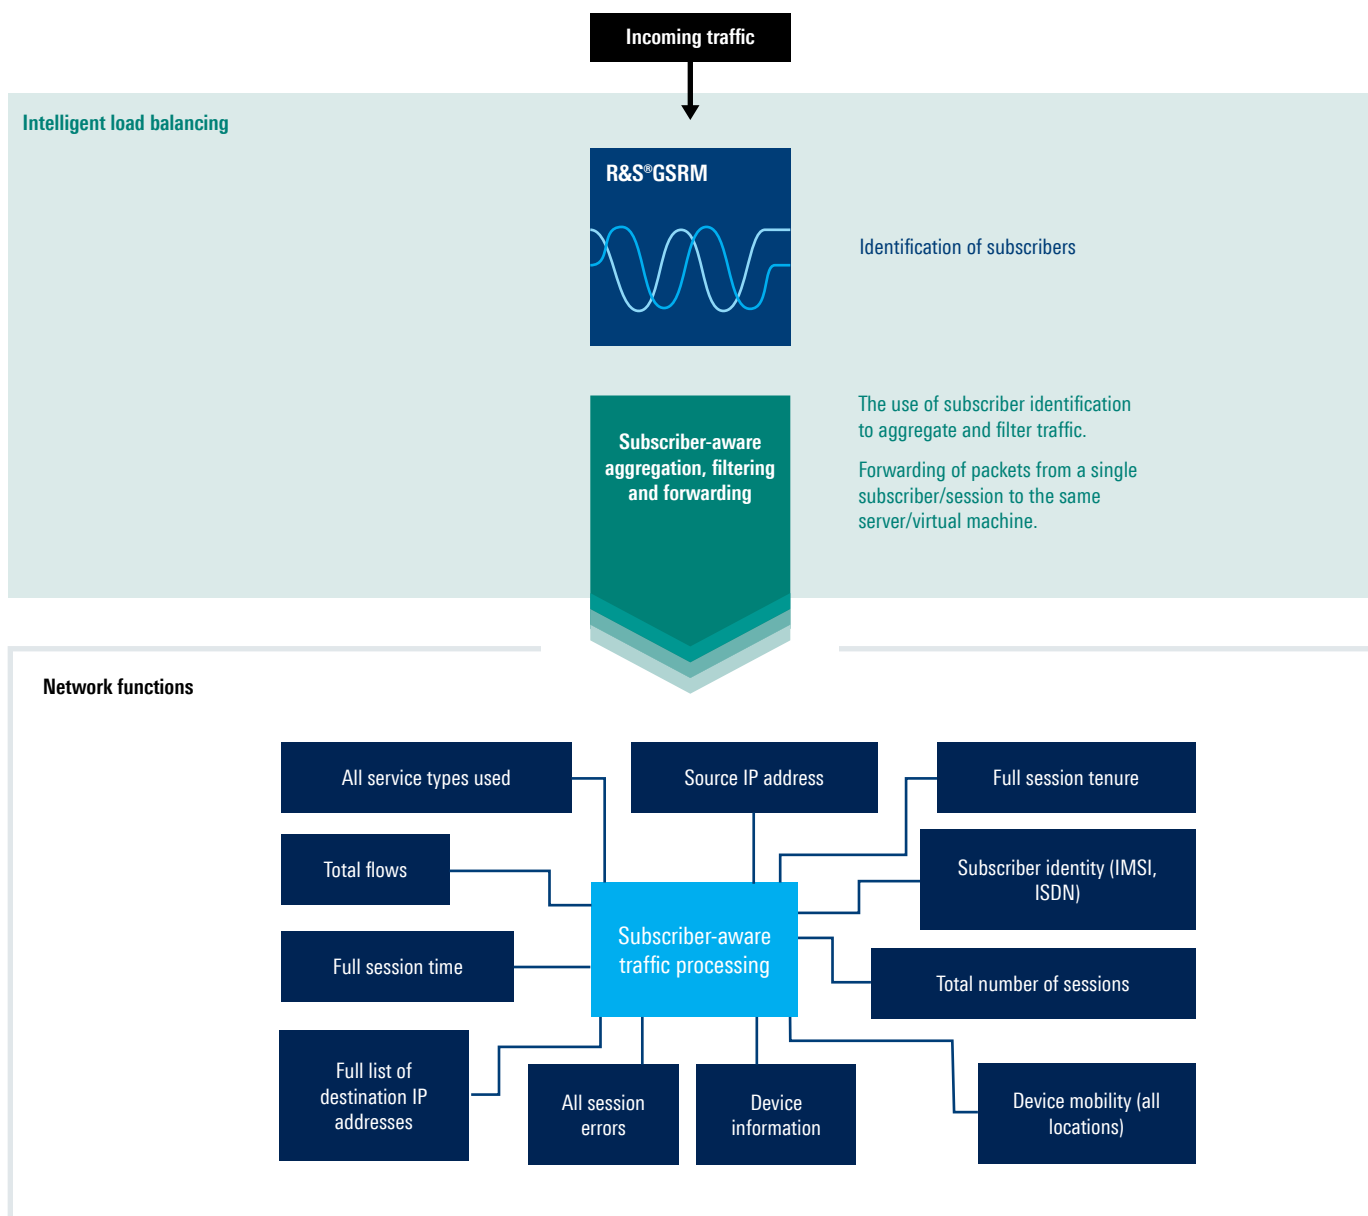 Incoming traffic
Intelligent load balancing
R&S®GSRM
Identification of subscribers
Subscriber-aware
aggregation, filtering
and forwarding
The use of subscriber identification
to aggregate and filter traffic.
Forwarding of packets from a single
subscriber/session to the same
server/virtual machine.
Network functions
All service types used
Source IP address
Full session tenure
Total flows
Subscriber identity (IMSI,
ISDN)
Subscriber-aware
traffic processing
Full session time
Total number of sessions
Full list of
destination IP
addresses
All session
errors
Device
information
Device mobility (all
locations)